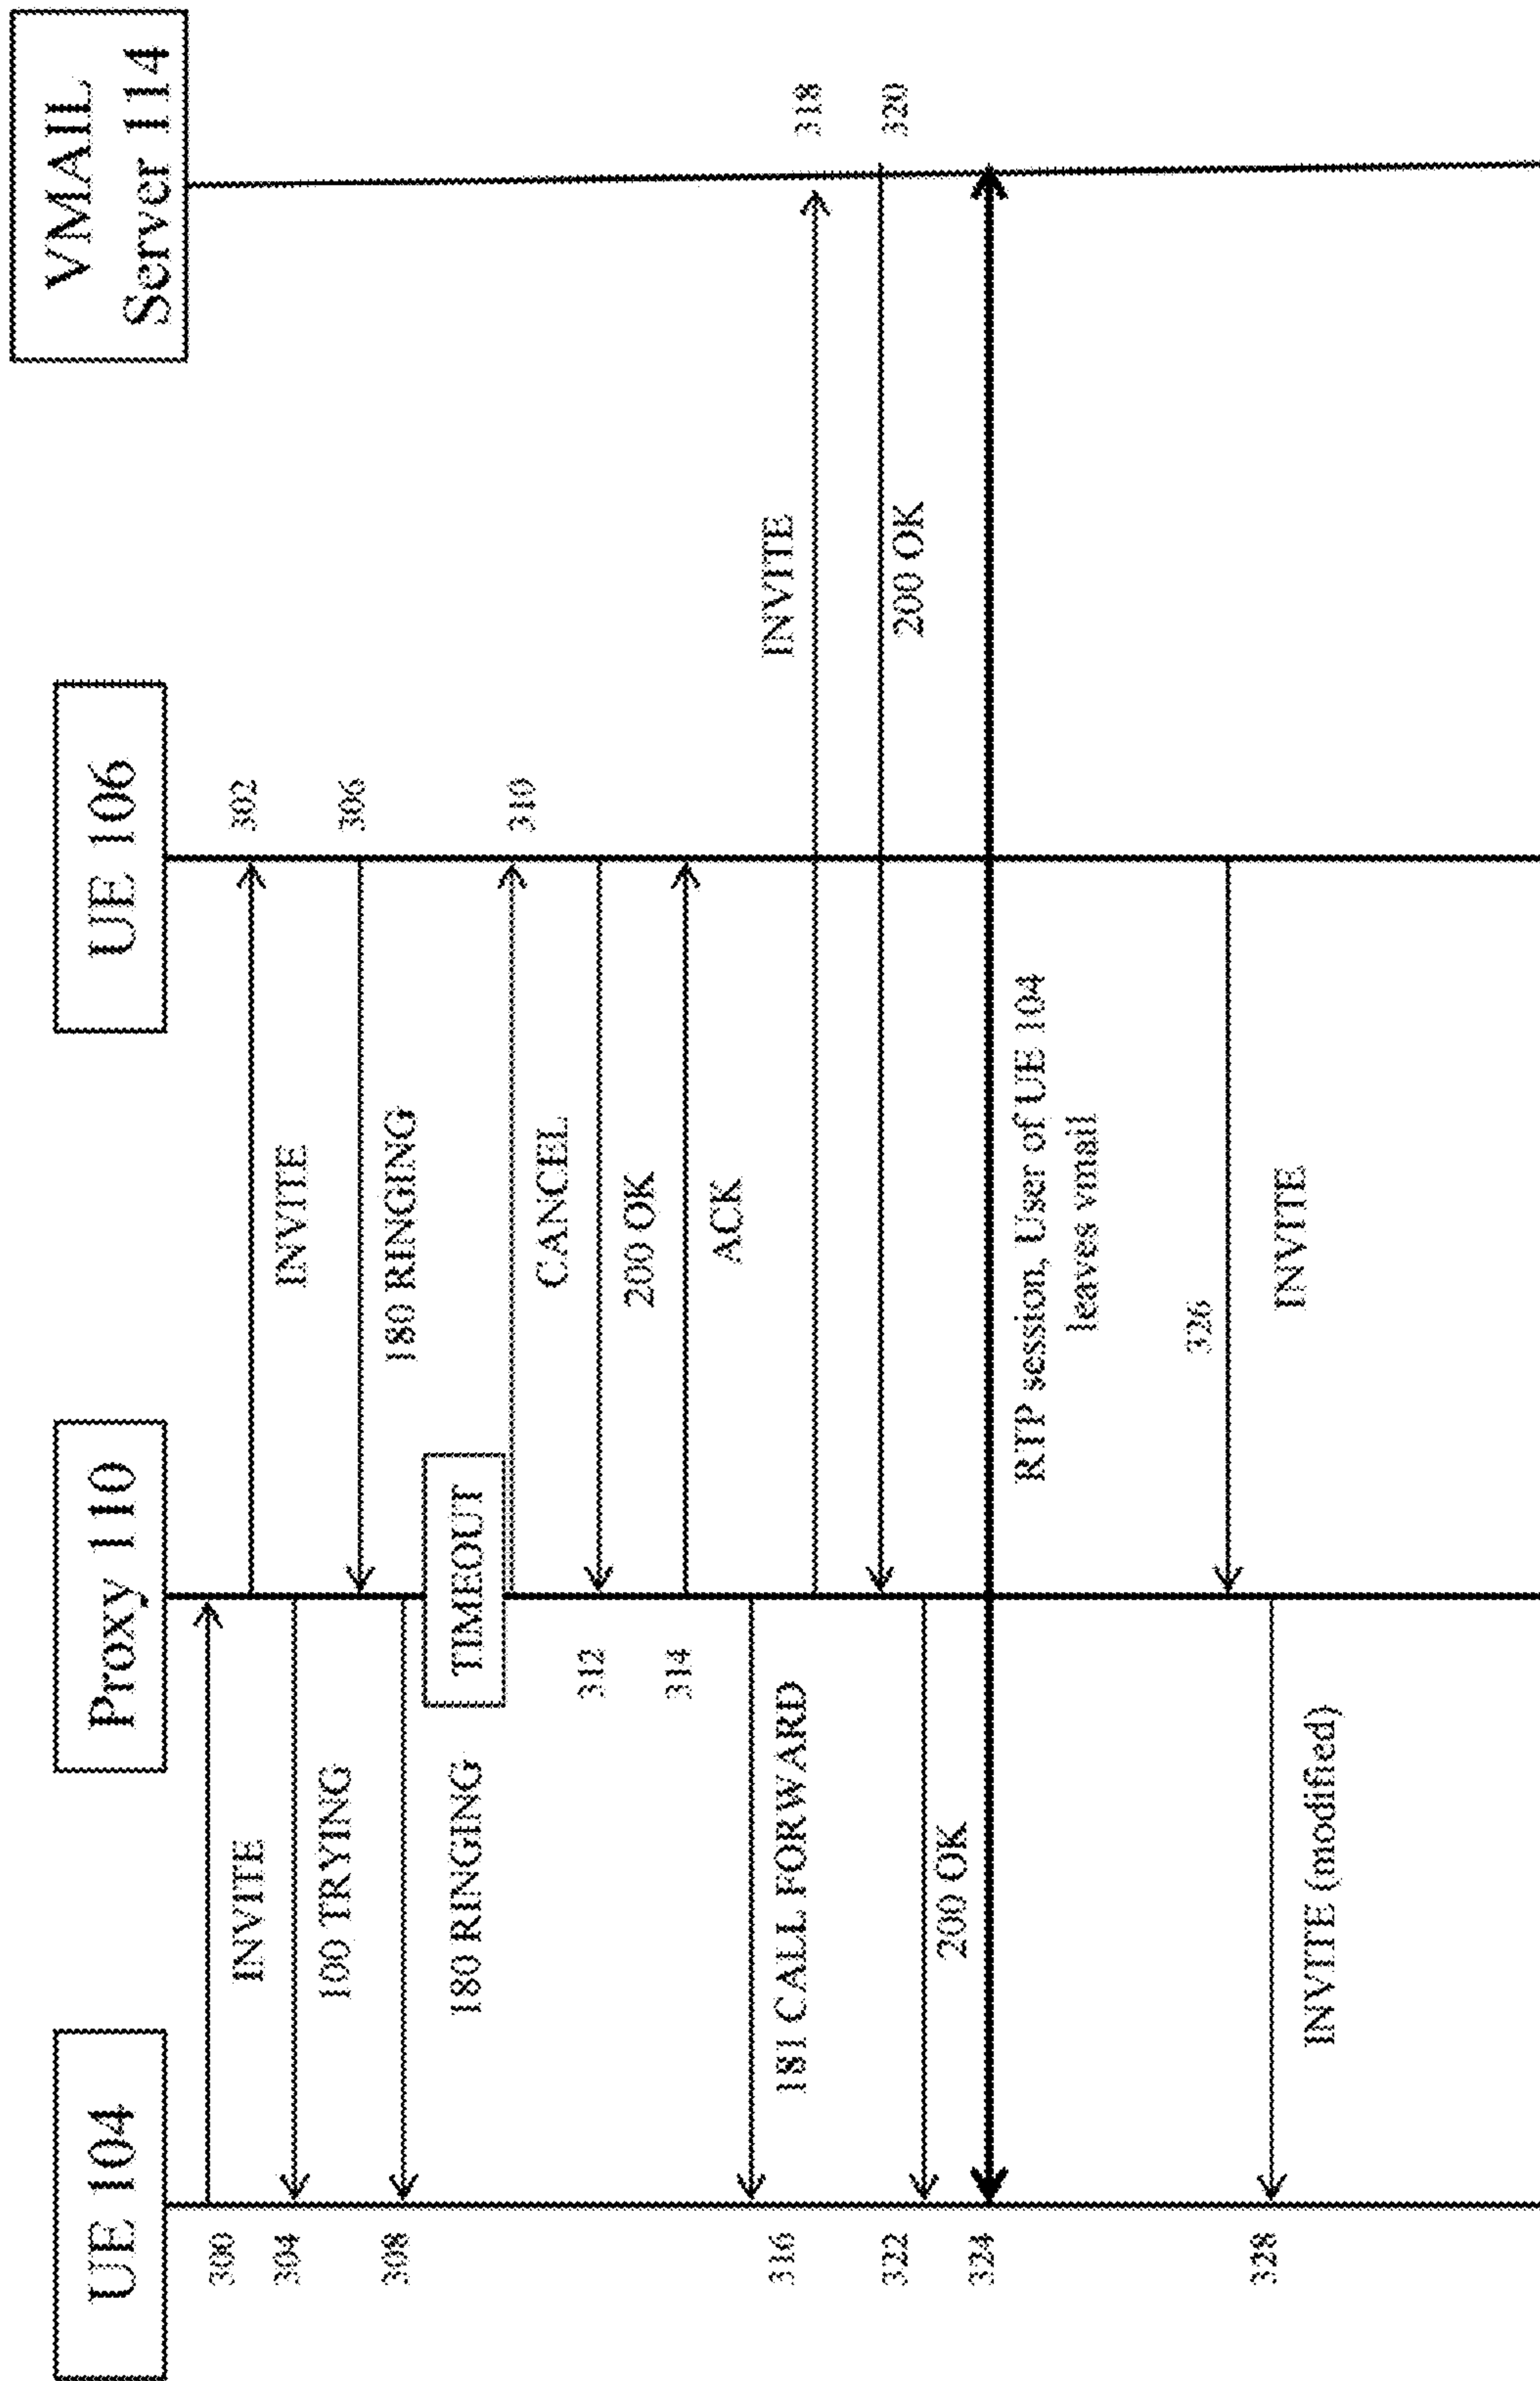 UE 104
Proxy 110
UE 106
VMAIL
Server 114
300
INVITE
302
INVITE
304
100 TRYING
306
180 RINGING
308
180 RINGING
TIMEOUT
310
CANCEL
312
200 OK
314
ACK
316
181 CALL FORWARD
318
INVITE
320
200 OK
322
200 OK
324
RTP session, User of UE 104
leaves vmail
326
INVITE
328
INVITE (modified)